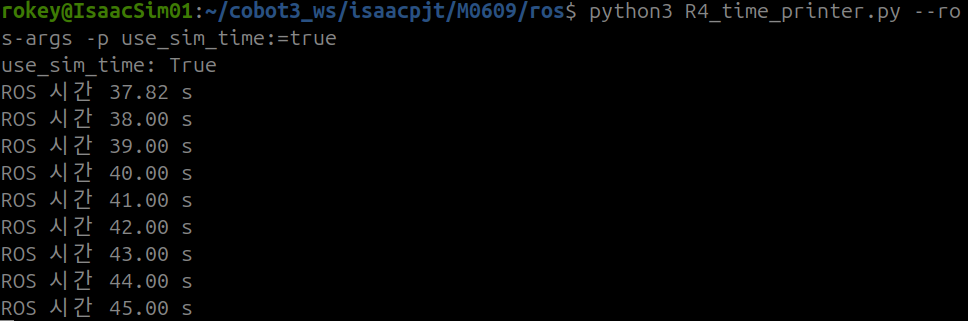 rokey@IsaacSim01:~/cobot3_ws/isaacpjt/M0609/ros$ python3 R4_time_printer.py --ro
s-args -p use_sim_time:=true
use_sim_time: True
ROS 시간 37.82 s
ROS 시간 38.00 s
ROS 시간 39.00 s
ROS 시간 40.00 s
ROS 시간 41.00 s
ROS 시간 42.00 s
ROS 시간 43.00 s
ROS 시간 44.00 s
ROS 시간 45.00 s